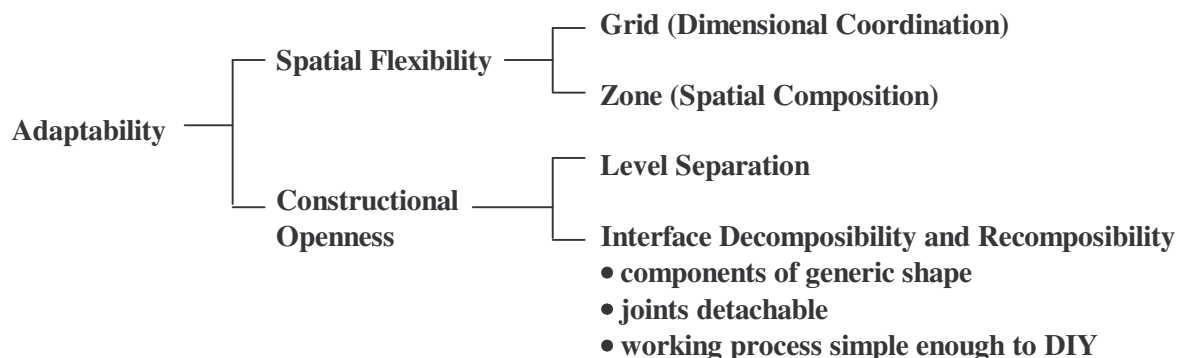 Adaptability
Spatial Flexibility
Grid (Dimensional Coordination)
Zone (Spatial Composition)
Constructional
Openness
Level Separation
Interface Decomposibility and Recomposibility
• components of generic shape
• joints detachable
• working process simple enough to DIY